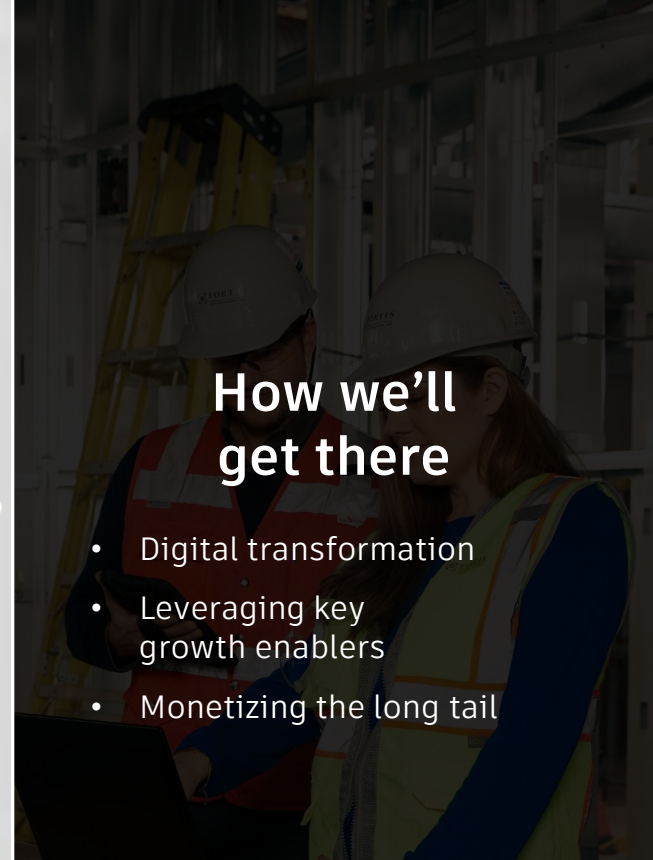 How we’ll
get there
• Digital transformation
• Leveraging key
growth enablers
• Monetizing the long tail